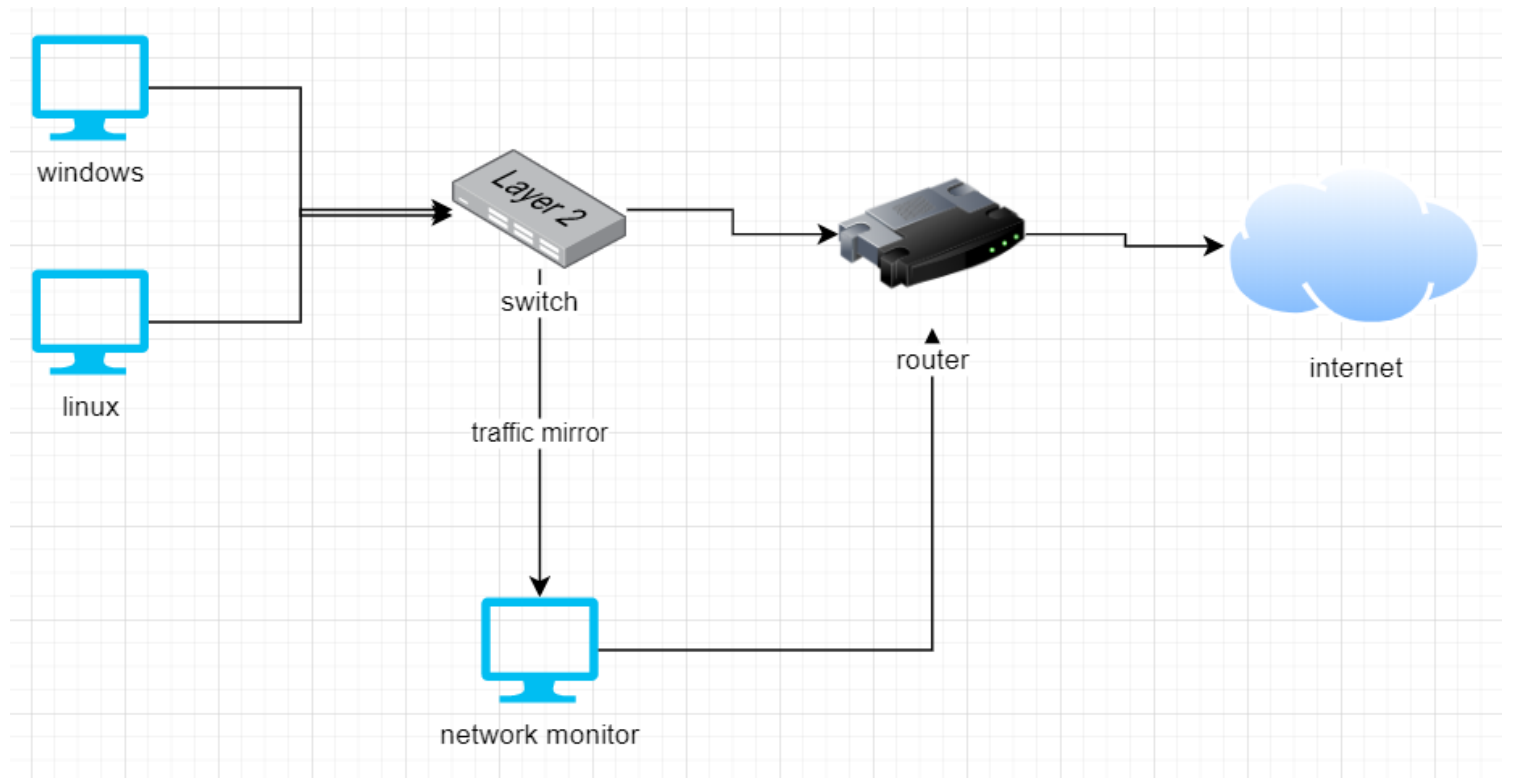 windows
Layer 2
switch
router
internet
linux
traffic mirror
network monitor